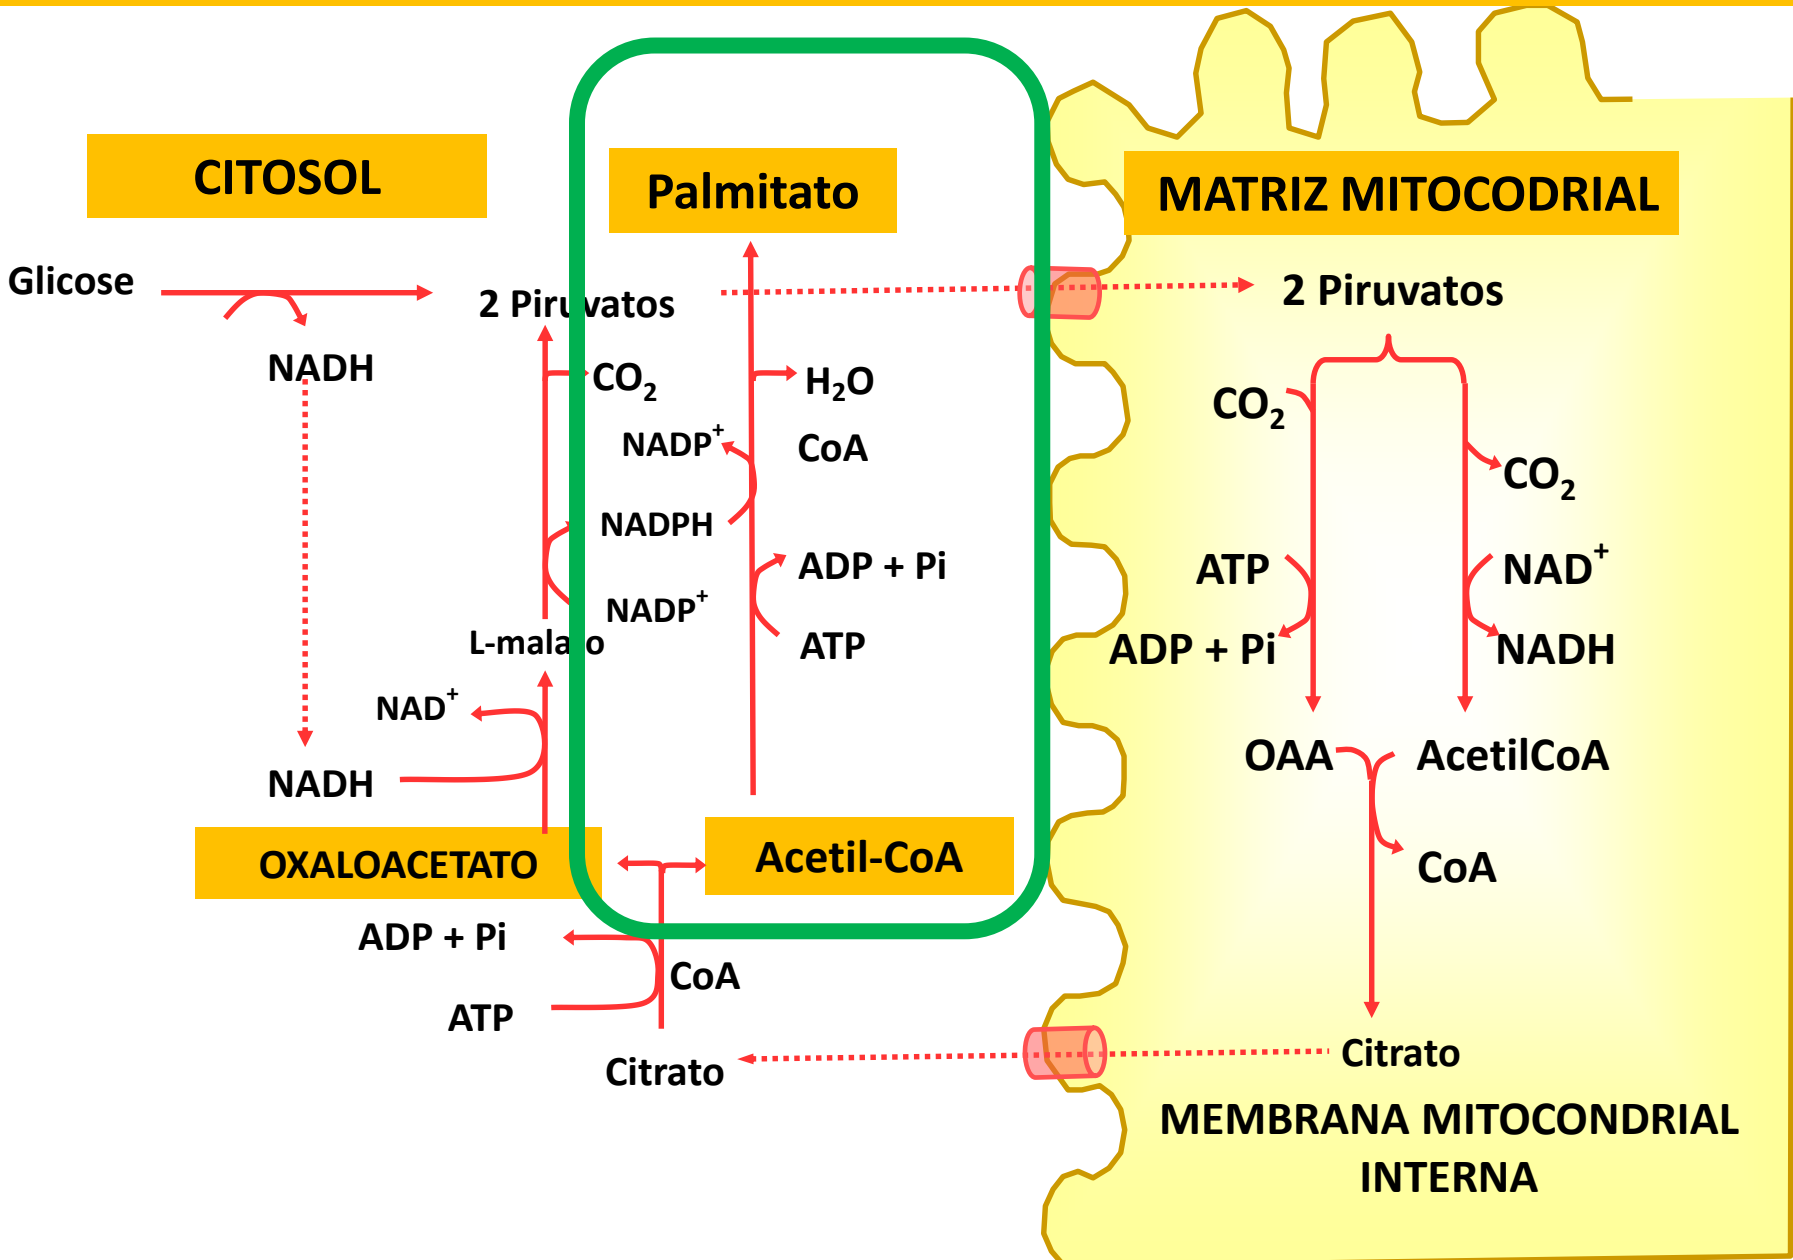 CITOSOL
Palmitato
MATRIZ MITOCODRIAL
Glicose
2 Piruvatos
2 Piruvatos
NADH
CO2
H2O
CO2
NADP+
CoA
CO2
NADPH
ADP + Pi
ATP
NAD+
NADP+
L-malato
ATP
ADP + Pi
NADH
NAD+
NADH
OAA
AcetilCoA
OXALOACETATO
Acetil-CoA
CoA
ADP + Pi
CoA
ATP
Citrato
Citrato
MEMBRANA MITOCONDRIAL
INTERNA